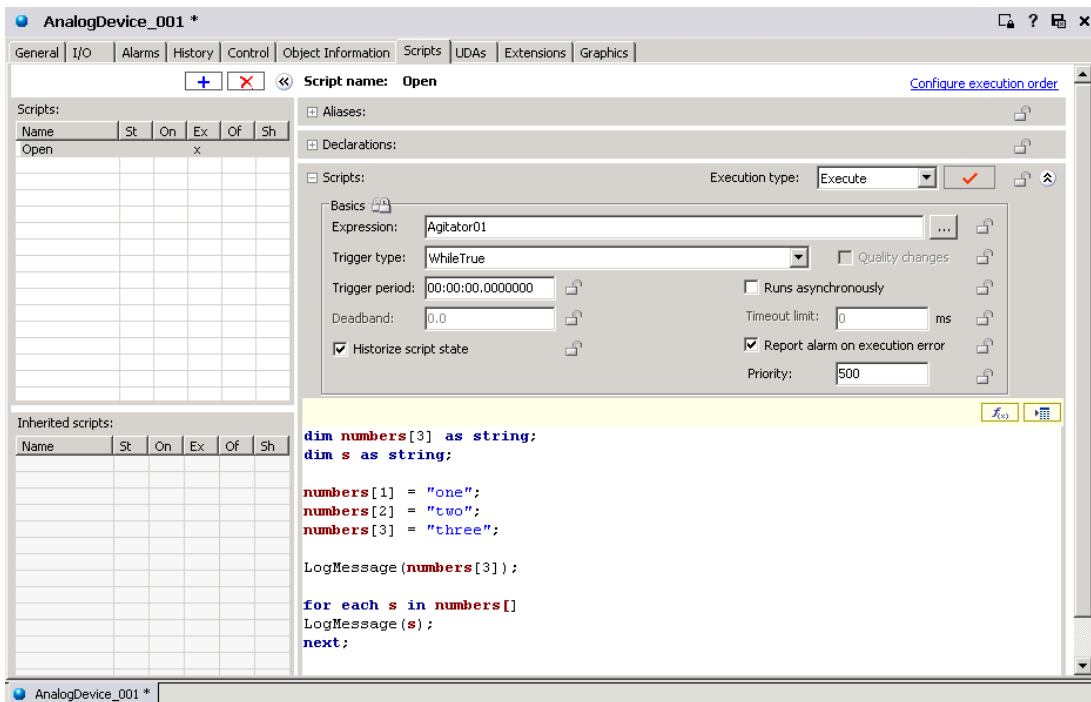 AnalogDevice_001 *
?
General I/O Alarms History Control Object Information Scripts UDAs Extensions Graphics
Script name: Open
Configure execution order
Scripts:
Name St On Ex Of Sh
Open x
Inherited scripts:
Name St On Ex Of Sh
Aliases:
Declarations:
Scripts: Execution type: Execute
Basics
Expression: Agitator01 ...
Trigger type: WhileTrue Quality changes
Trigger period: 00:00:00.0000000 Runs asynchronously
Deadband: 0.0 Timeout limit: 0 ms
Historize script state Report alarm on execution error
Priority: 500
f(x)
dim numbers[3] as string;
dim s as string;
numbers[1] = "one";
numbers[2] = "two";
numbers[3] = "three";
LogMessage(numbers[3]);
for each s in numbers[]
LogMessage(s);
next;
AnalogDevice_001 *